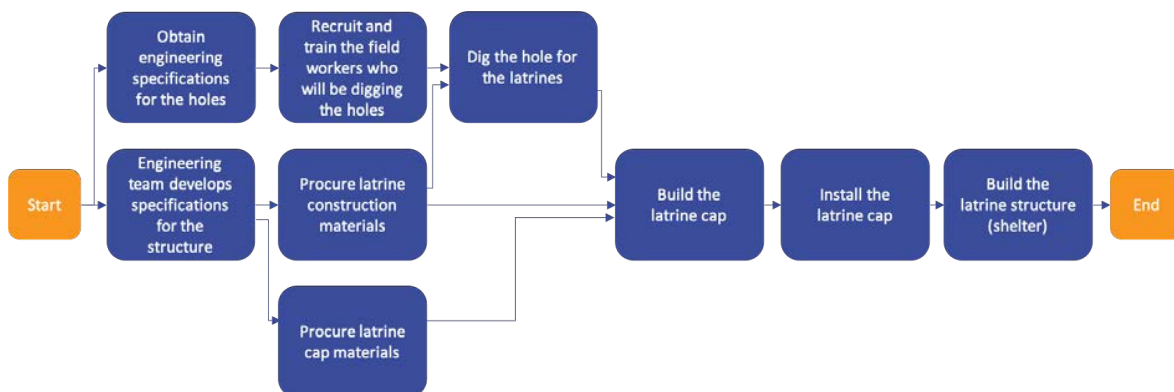 Start
Obtain
engineering
specifications
for the holes
Recruit and
train the field
workers who
will be digging
the holes
Dig the hole for
the latrines
Engineering
team develops
specifications
for the
structure
Procure latrine
construction
materials
Procure latrine
cap materials
Build the
latrine cap
Install the
latrine cap
Build the
latrine structure
(shelter)
End